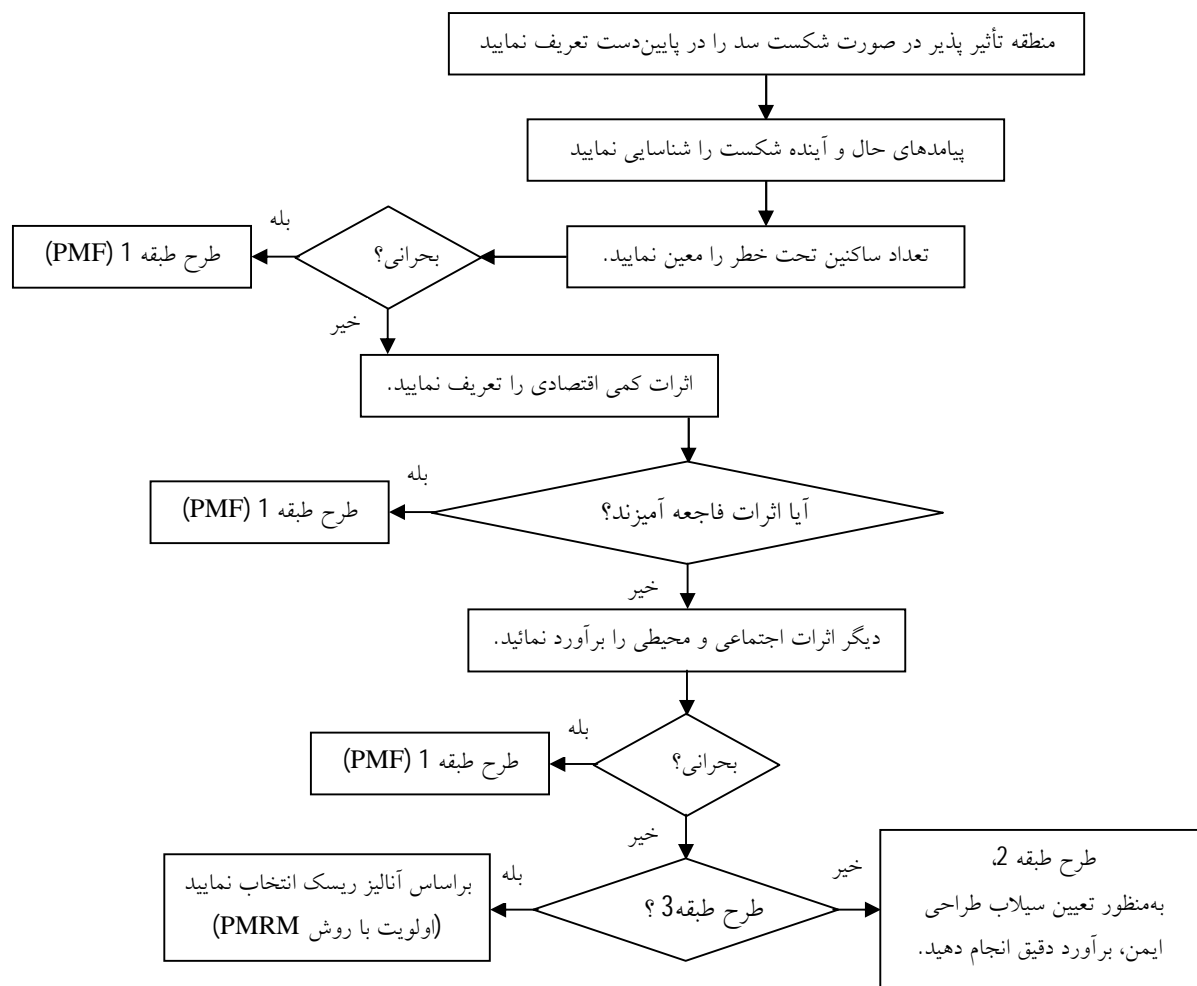 منطقه تأثیر پذیر در صورت شکست سد را در پایین‌دست تعریف نمایید
پیامدهای حال و آینده شکست را شناسایی نمایید
تعداد ساکنین تحت خطر را معین نمایید.
بحرانی؟
بله
طرح طبقه 1 (PMF)
خیر
اثرات کمی اقتصادی را تعریف نمایید.
آیا اثرات فاجعه آمیزند؟
بله
طرح طبقه 1 (PMF)
خیر
دیگر اثرات اجتماعی و محیطی را برآورد نمائید.
بحرانی؟
بله
طرح طبقه 1 (PMF)
خیر
طرح طبقه3 ؟
بله
براساس آنالیز ریسک انتخاب نمایید
(اولویت با روش PMRM)
خیر
طرح طبقه 2،
به‌منظور تعیین سیلاب طراحی
ایمن، برآورد دقیق انجام دهید.